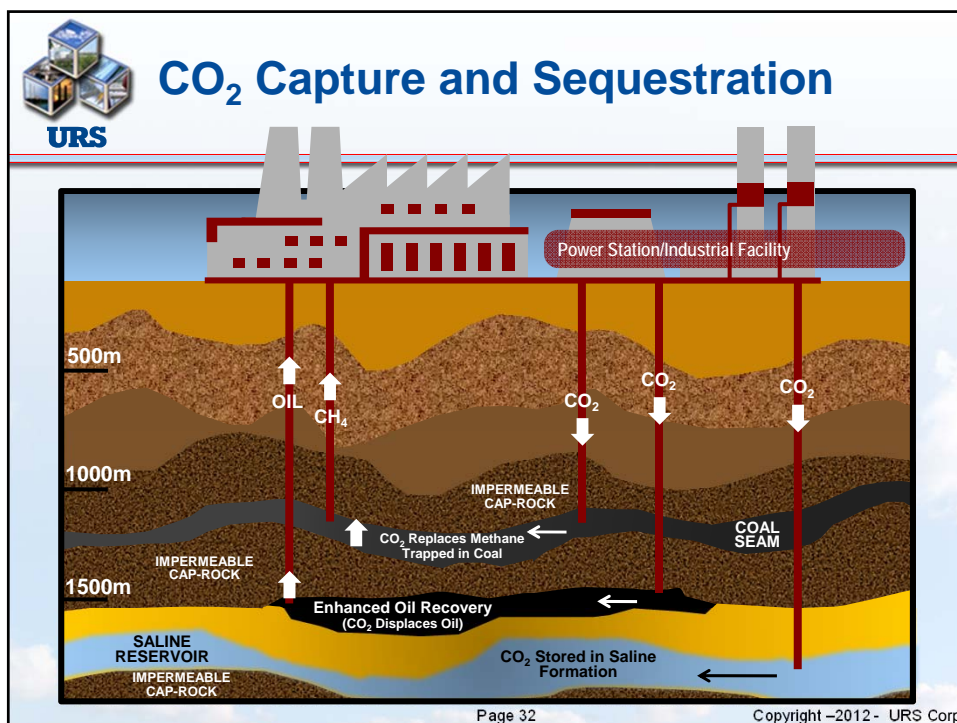 CO₂ Capture and Sequestration
URS
Power Station/Industrial Facility
500m
OIL
CH₄
CO₂
CO₂
CO₂
1000m
IMPERMEABLE
CAP-ROCK
CO₂ Replaces Methane
Trapped in Coal
COAL
SEAM
IMPERMEABLE
CAP-ROCK
1500m
Enhanced Oil Recovery
(CO₂ Displaces Oil)
SALINE
RESERVOIR
CO₂ Stored in Saline
Formation
IMPERMEABLE
CAP-ROCK
Page 32
Copyright –2012 - URS Corp